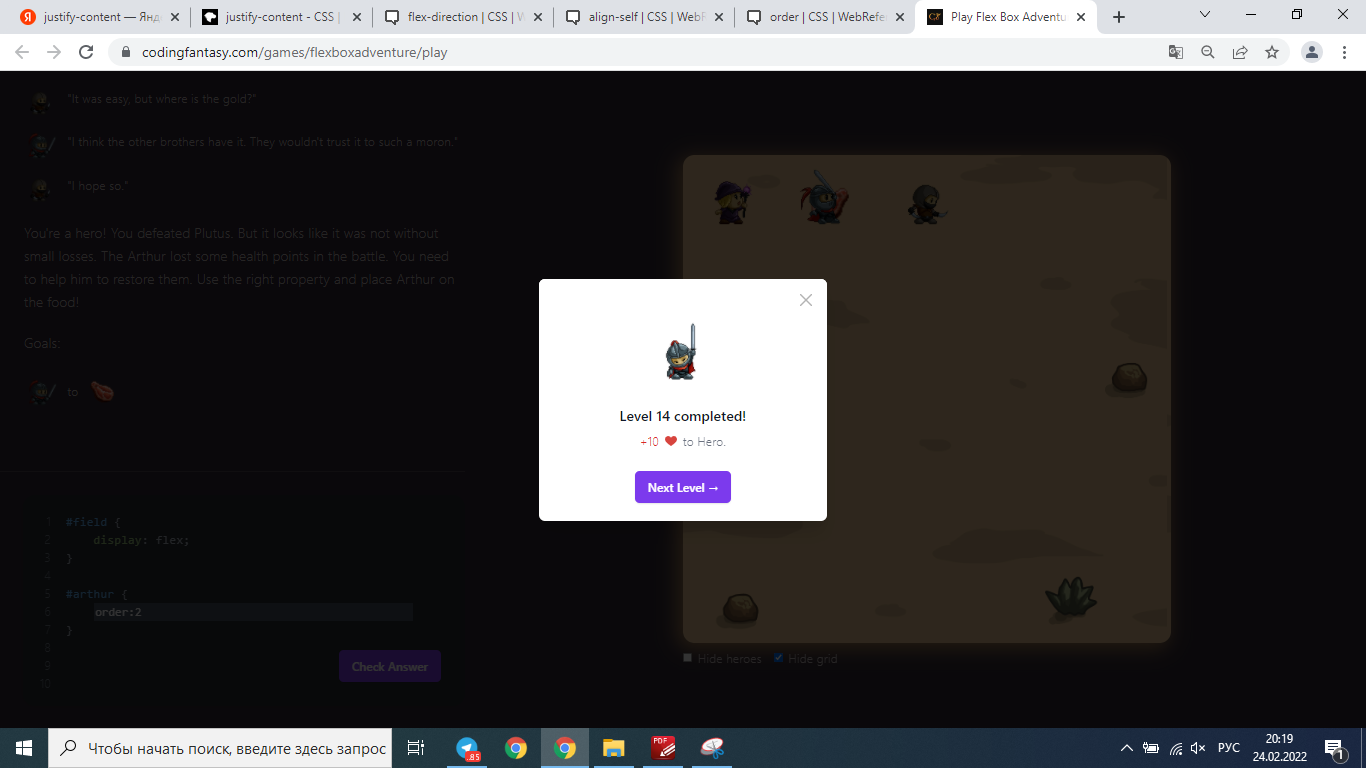 justify-content — Янд
justify-content - CSS |
flex-direction | CSS | W
align-self | CSS | WebR
order | CSS | WebRefe
Play Flex Box Adventu
codingfantasy.com/games/flexboxadventure/play
"It was easy, but where is the gold?"
"I think the other brothers have it. They wouldn't trust it to such a moron."
"I hope so."
You're a hero! You defeated Plutus. But it looks like it was not without
small losses. The Arthur lost some health points in the battle. You need
to help him to restore them. Use the right property and place Arthur on
the food!
Goals:
to
1 #field {
2 display: flex;
3 }
4
5 #arthur {
6 order:2
7 }
8
9
10
Check Answer
Level 14 completed!
+10 to Hero.
Next Level →
Hide heroes
Hide grid
Чтобы начать поиск, введите здесь запрос
.85
PDF
РУС
20:19
24.02.2022
1